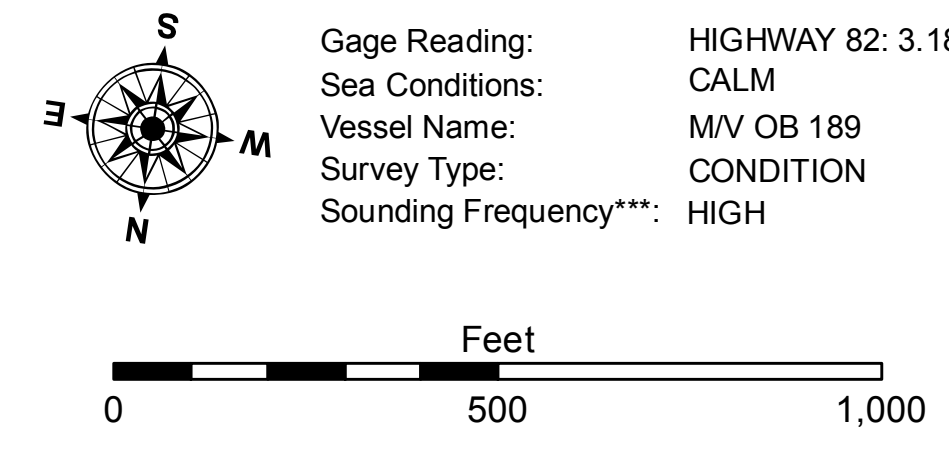 S
E
W
N
Gage Reading: HIGHWAY 82: 3.18
Sea Conditions: CALM
Vessel Name: M/V OB 189
Survey Type: CONDITION
Sounding Frequency***: HIGH
Feet
0 500 1,000